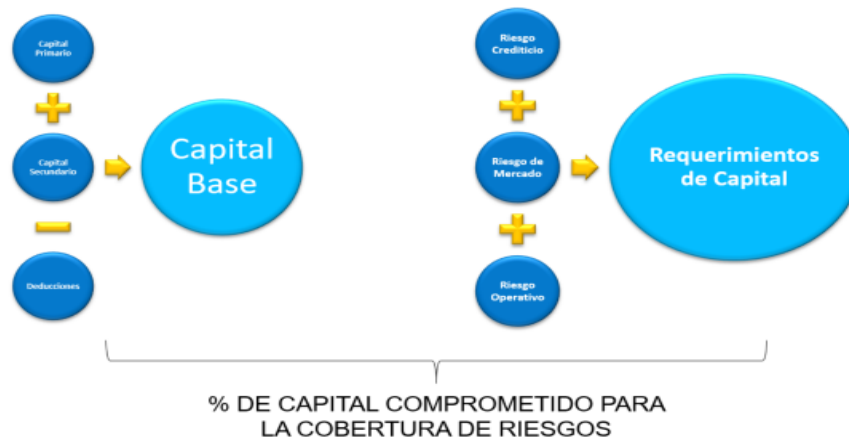 Capital
Primario
Capital
Secundario
Deducciones
Capital
Base
Riesgo
Crediticio
Riesgo de
Mercado
Riesgo
Operativo
Requerimientos
de Capital
% DE CAPITAL COMPROMETIDO PARA
LA COBERTURA DE RIESGOS